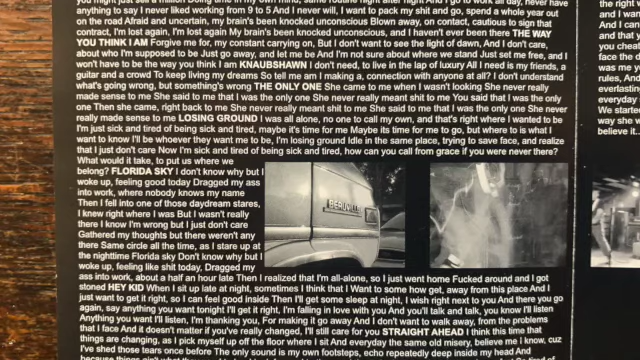 anything to say I never liked working from 9 to 5 And I never will, I want to pack my shit and go, spend a whole year out
on the road Afraid and uncertain, my brain's been knocked unconscious Blown away, on contact, cautious to sign that
contract, I'm lost again, I'm lost again My brain's been knocked unconscious, and I haven't ever been there THE WAY
YOU THINK I AM Forgive me for, my constant carrying on, But I don't want to see the light of dawn, And I don't care,
about who I'm supposed to be Just go away, and let me be And I'm not sure about where we stand Just set me free, and I
won't have to be the way you think I am KNAUBSHAWN I don't need, to live in the lap of luxury All I need is my friends, a
guitar and a crowd To keep living my dreams So tell me am I making a, connection with anyone at all? I don't understand
what's going wrong, but something's wrong THE ONLY ONE She came to me when I wasn't looking She never really
made sense to me She said to me that I was the only one She never really meant shit to me You said that I was the only
one Then she came, right back to me She never really meant shit to me She said to me that I was the only one She never
really made sense to me LOSING GROUND I was all alone, no one to call my own, and that's right where I wanted to be
I'm just sick and tired of being sick and tired, maybe it's time for me Maybe its time for me to go, but where to is what I
want to know I'll be whoever they want me to be, I'm losing ground Idle in the same place, trying to save face, and realize
that I just don't care Now I'm sick and tired of being sick and tired, how can you call from grace if you were never there?
What would it take, to put us where we
belong? FLORIDA SKY I don't know why but I
woke up, feeling good today Dragged my ass
into work, where nobody knows my name
Then I fell into one of those daydream stares,
I knew right where I was But I wasn't really
there I know I'm wrong but I just don't care
Gathered my thoughts but there weren't any
there Same circle all the time, as I stare up at
the nighttime Florida sky Don't know why but I
woke up, feeling like shit today, Dragged my
ass into work, about a half an hour late Then I realized that I'm all-alone, so I just went home Fucked around and I got
stoned HEY KID When I sit up late at night, sometimes I think that I Want to some how get, away from this place And I
just want to get it right, so I can feel good inside Then I'll get some sleep at night, I wish right next to you And there you go
again, say anything you want tonight I'll get it right, I'm falling in love with you And you'll talk and talk, you know I'll listen
Anything you want I'll listen, I'm thanking you, For making it go away And I don't want to walk away, from the problems
that I face And it doesn't matter if you've really changed, I'll still care for you STRAIGHT AHEAD I think this time that
things are changing, as I pick myself up off the floor where I sit And everyday the same old misery, believe me I know, cuz
I've shed those tears once before The only sound is my own footsteps, echo repeatedly deep inside my head And
BEAUVILLE
the right
and I
And I c
and that y
you chea
face the d
was me y
rules, And
everlastin
everyday
We starte
way she w
believe it..